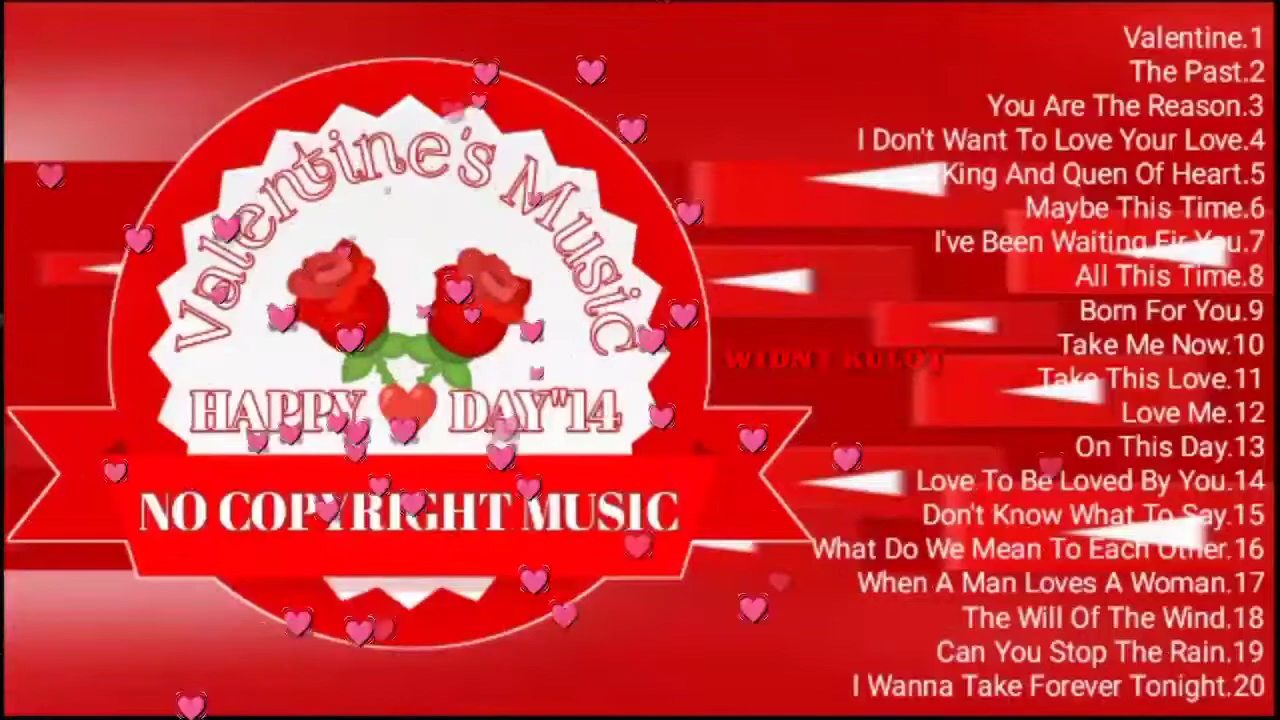 Valentine's Music
HAPPY DAY"14
NO COPYRIGHT MUSIC
WIDNT KULOT
Valentine.1
The Past.2
You Are The Reason.3
I Don't Want To Love Your Love.4
King And Quen Of Heart.5
Maybe This Time.6
I've Been Waiting Fir You.7
All This Time.8
Born For You.9
Take Me Now.10
Take This Love.11
Love Me.12
On This Day.13
Love To Be Loved By You.14
Don't Know What To Say.15
What Do We Mean To Each Other.16
When A Man Loves A Woman.17
The Will Of The Wind.18
Can You Stop The Rain.19
I Wanna Take Forever Tonight.20